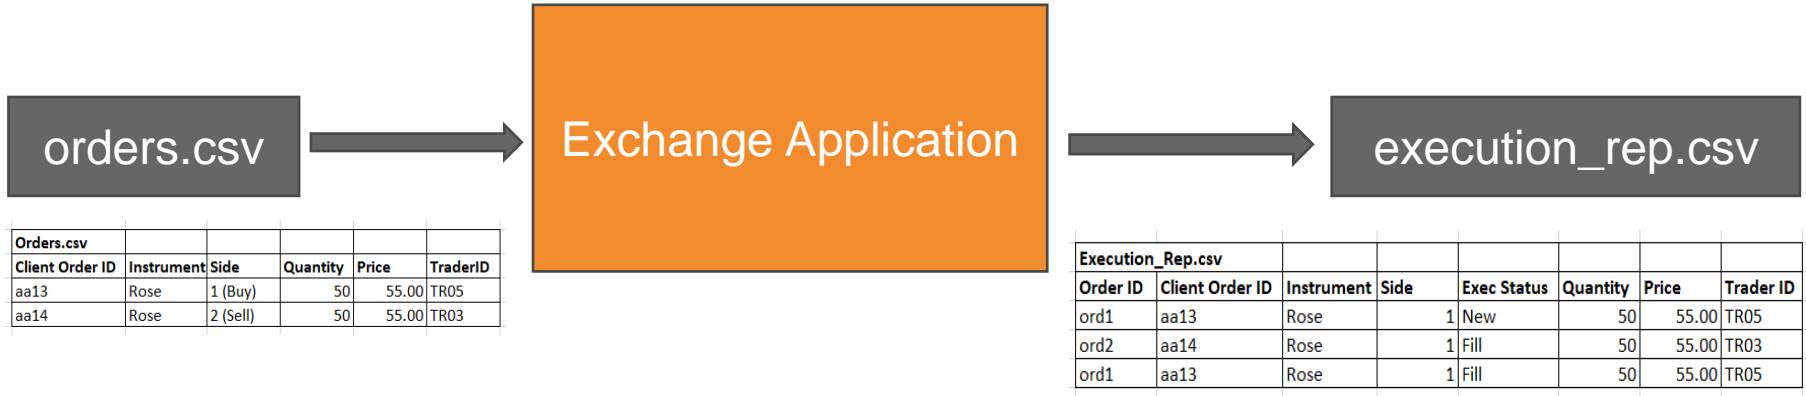 orders.csv
Exchange Application
execution_rep.csv
Orders.csv
Client Order ID Instrument Side Quantity Price TraderID
aa13 Rose 1 (Buy) 50 55.00 TR05
aa14 Rose 2 (Sell) 50 55.00 TR03
Execution_Rep.csv
Order ID Client Order ID Instrument Side Exec Status Quantity Price Trader ID
ord1 aa13 Rose 1 New 50 55.00 TR05
ord2 aa14 Rose 1 Fill 50 55.00 TR03
ord1 aa13 Rose 1 Fill 50 55.00 TR05